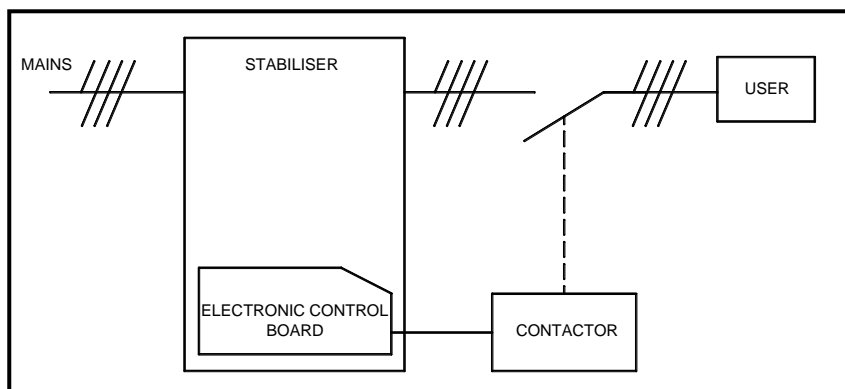 MAINS
STABILISER
USER
ELECTRONIC CONTROL
BOARD
CONTACTOR